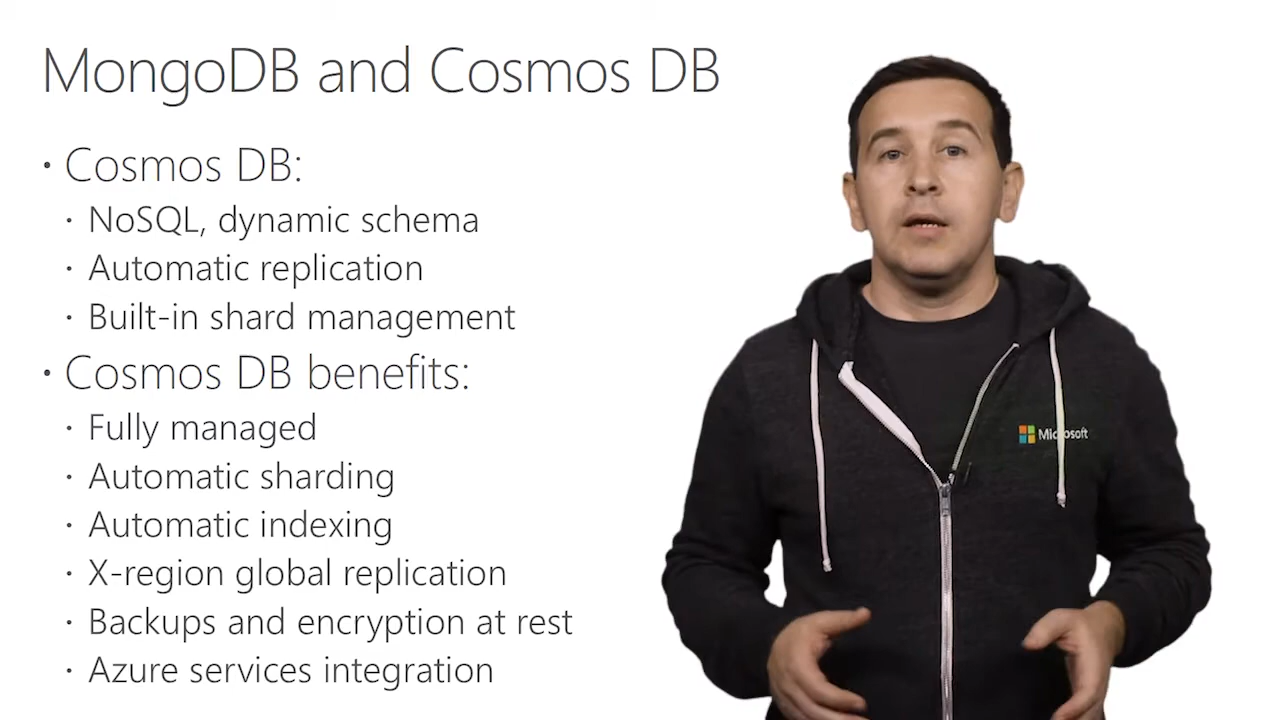 MongoDB and Cosmos DB
• Cosmos DB:
• NoSQL, dynamic schema
• Automatic replication
• Built-in shard management
• Cosmos DB benefits:
• Fully managed
• Automatic sharding
• Automatic indexing
• X-region global replication
• Backups and encryption at rest
• Azure services integration
Microsoft